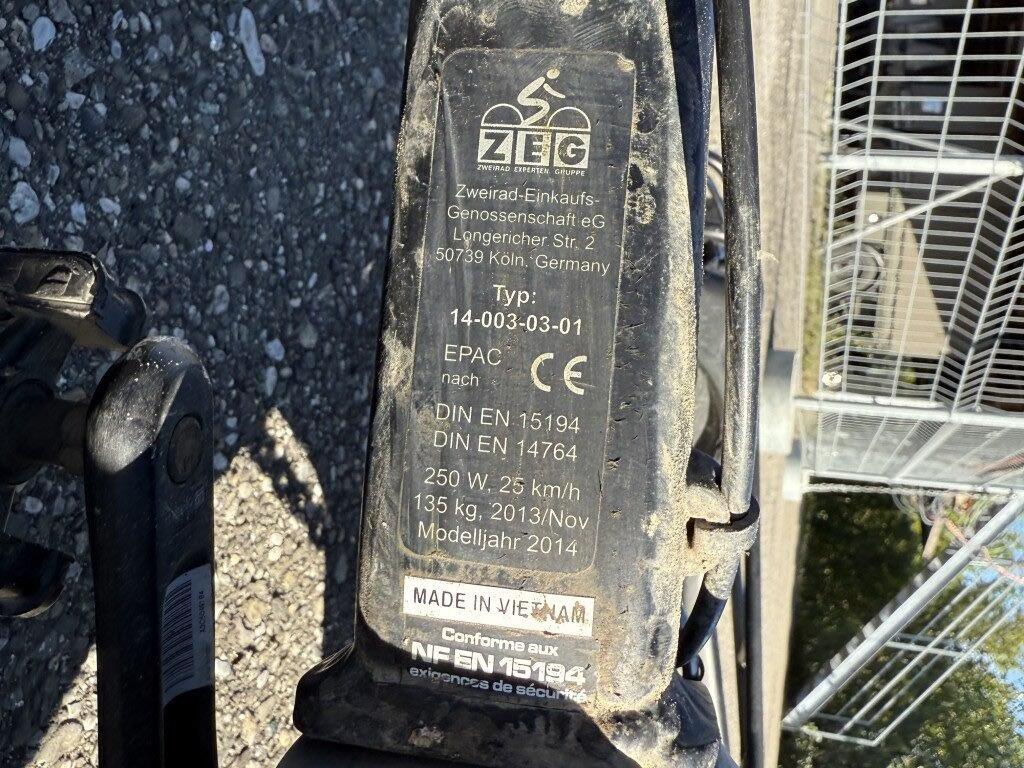 ZEG
ZWEIRAD EXPERTEN GRUPPE
Zweirad-Einkaufs-
Genossenschaft eG
Longericher Str. 2
50739 Köln. Germany
Typ:
14-003-03-01
EPAC
nach
CE
DIN EN 15194
DIN EN 14764
250 W, 25 km/h
135 kg, 2013/Nov
Modelljahr 2014
MADE IN VIETNAM
Conforme aux
NF EN 15194
exigences de sécurité